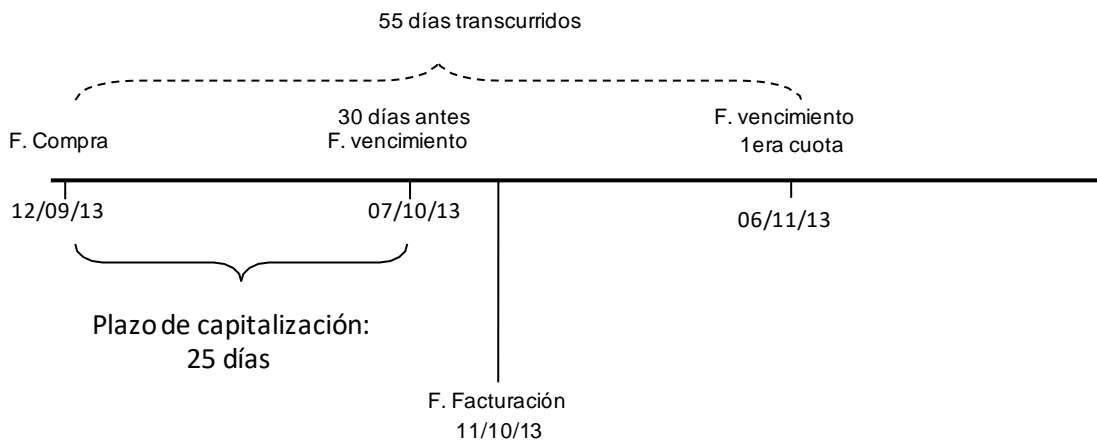 55 días transcurridos
F. Compra
30 días antes
F. vencimiento
F. vencimiento
1era cuota
12/09/13
07/10/13
06/11/13
Plazo de capitalización:
25 días
F. Facturación
11/10/13